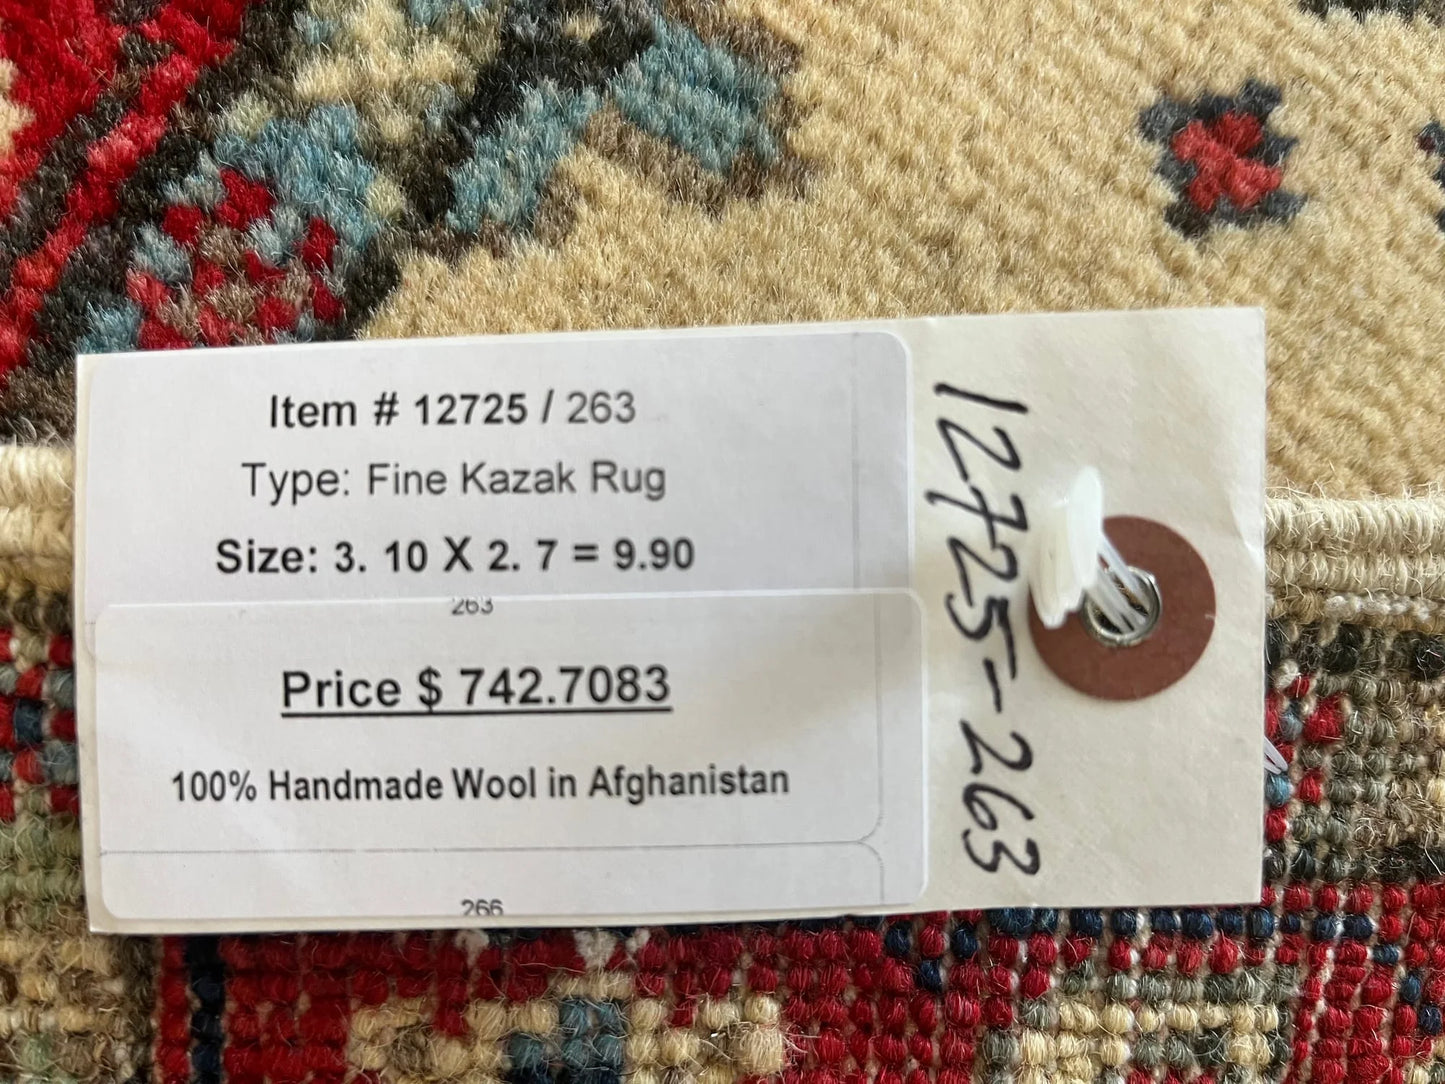 Item # 12725 / 263
Type: Fine Kazak Rug
Size: 3. 10 X 2. 7 = 9.90
263
Price $ 742.7083
100% Handmade Wool in Afghanistan
266
12725-263